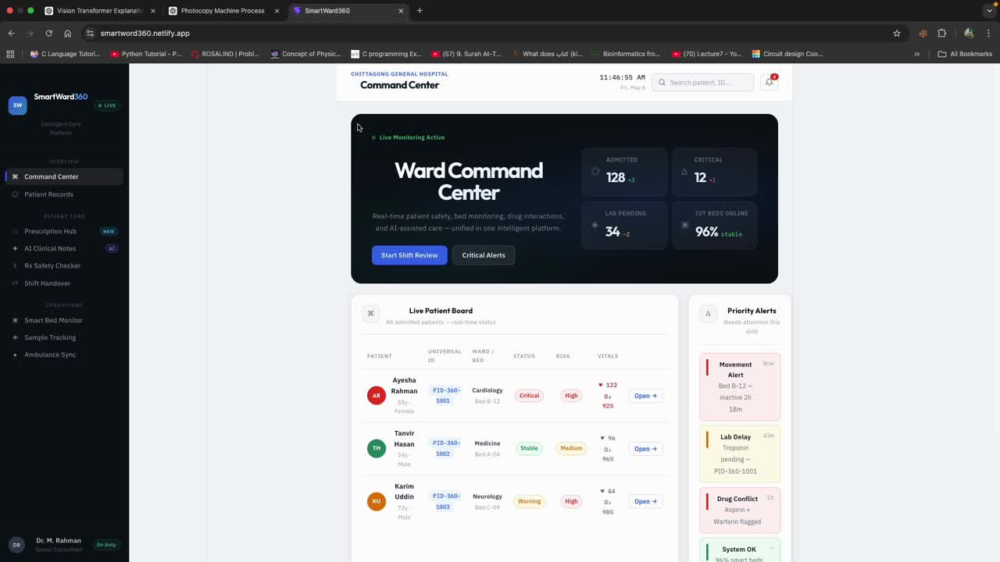 Vision Transformer Explanati
Photocopy Machine Process
SmartWard360
smartword360.netlify.app
C Language Tutori...
Python Tutorial - P...
ROSALIND | Probl...
Concept of Physic...
C programing Ex...
(57) 9. Surah At-T...
What does كتاب (ki...
Bioinformatics fro...
(70) Lecture7 - Yo...
Circuit design Coo...
All Bookmarks
SW
SmartWard360
LIVE
Intelligent Care
Platform
OVERVIEW
Command Center
Patient Records
PATIENT CARE
Prescription Hub
NEW
AI Clinical Notes
AI
Rx Safety Checker
Shift Handover
OPERATIONS
Smart Bed Monitor
Sample Tracking
Ambulance Sync
DR
Dr. M. Rahman
Senior Consultant
On Duty
CHITTAGONG GENERAL HOSPITAL
Command Center
11:46:55 AM
Fri, May 8
Search patient, ID...
4
Live Monitoring Active
Ward Command
Center
Real-time patient safety, bed monitoring, drug interactions,
and AI-assisted care — unified in one intelligent platform.
Start Shift Review
Critical Alerts
ADMITTED
128 +3
CRITICAL
12 +1
LAB PENDING
34 -2
IOT BEDS ONLINE
96% stable
Live Patient Board
All admitted patients — real-time status
PATIENT
UNIVERSAL
ID
WARD /
BED
STATUS
RISK
VITALS
AR
Ayesha
Rahman
58y ·
Female
PID-360-
1001
Cardiology
Bed B-12
Critical
High
♥ 122
O₂
92%
Open →
TH
Tanvir
Hasan
34y ·
Male
PID-360-
1002
Medicine
Bed A-04
Stable
Medium
♥ 96
O₂
96%
Open →
KU
Karim
Uddin
72y ·
Male
PID-360-
1003
Neurology
Bed C-09
Warning
High
♥ 84
O₂
98%
Open →
Priority Alerts
Needs attention this
shift
Movement
Alert
Now
Bed B-12 —
inactive 2h
18m
Lab Delay
43m
Troponin
pending —
PID-360-1001
Drug Conflict
1h
Aspirin +
Warfarin flagged
System OK
—
96% smart beds